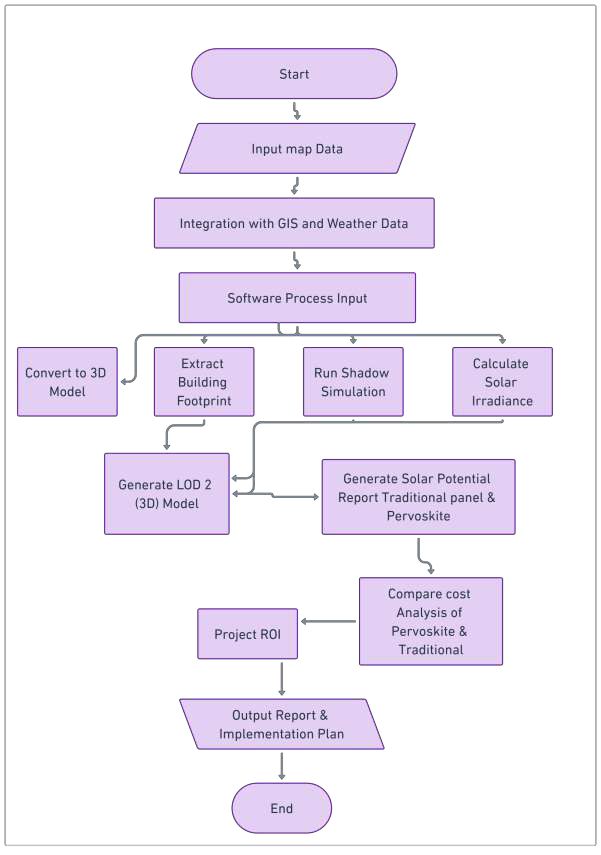 Start
Input map Data
Integration with GIS and Weather Data
Software Process Input
Convert to 3D
Model
Extract
Building
Footprint
Run Shadow
Simulation
Calculate
Solar
Irradiance
Generate LOD 2
(3D) Model
Generate Solar Potential
Report Traditional panel &
Pervoskite
Compare cost
Analysis of
Pervoskite &
Traditional
Project ROI
Output Report &
Implementation Plan
End